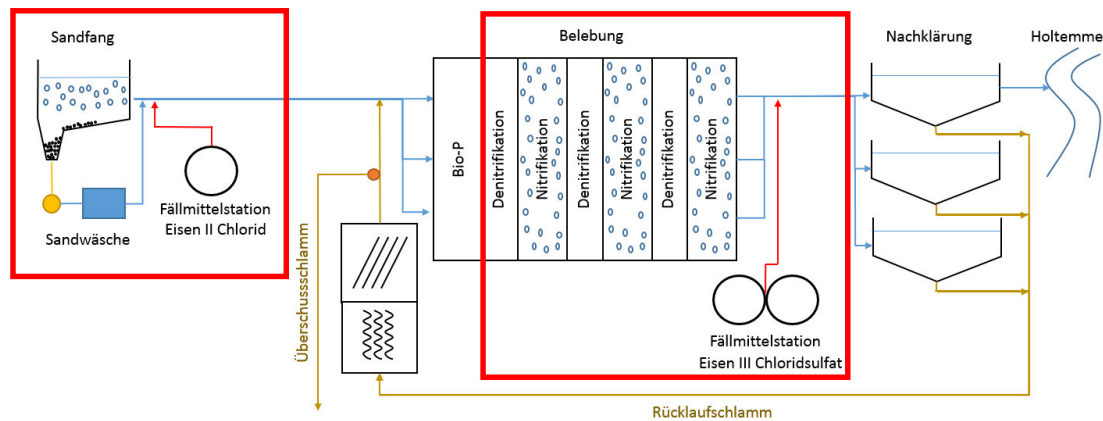 Sandfang
Belebung
Nachklärung
Holtemme
Bio-P
Denitrifikation
Nitrifikation
Denitrifikation
Nitrifikation
Denitrifikation
Nitrifikation
Fällmittelstation
Eisen II Chlorid
Sandwäsche
Überschussschlamm
Fällmittelstation
Eisen III Chloridsulfat
Rücklaufschlamm